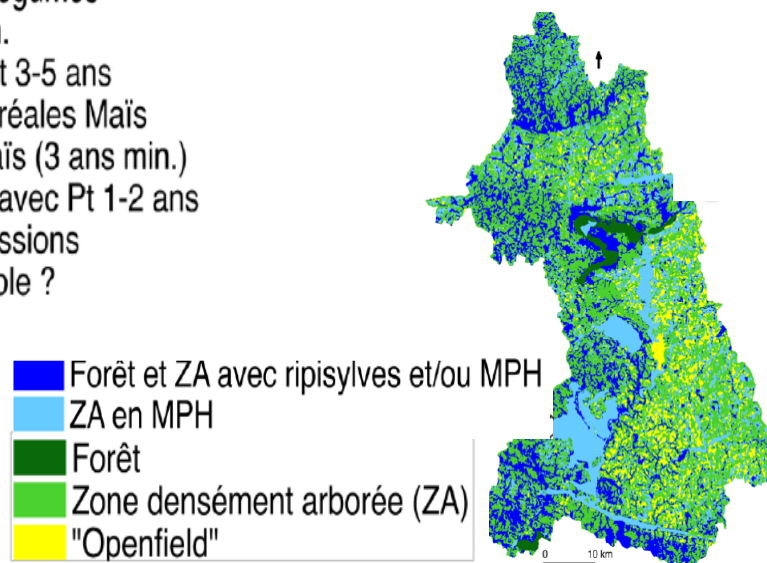 t 3-5 ans
réales Maïs
aïs (3 ans min.)
avec Pt 1-2 ans
ssions
ble ?
Forêt et ZA avec ripisylves et/ou MPH
ZA en MPH
Forêt
Zone densément arborée (ZA)
"Openfield"
0 10 km